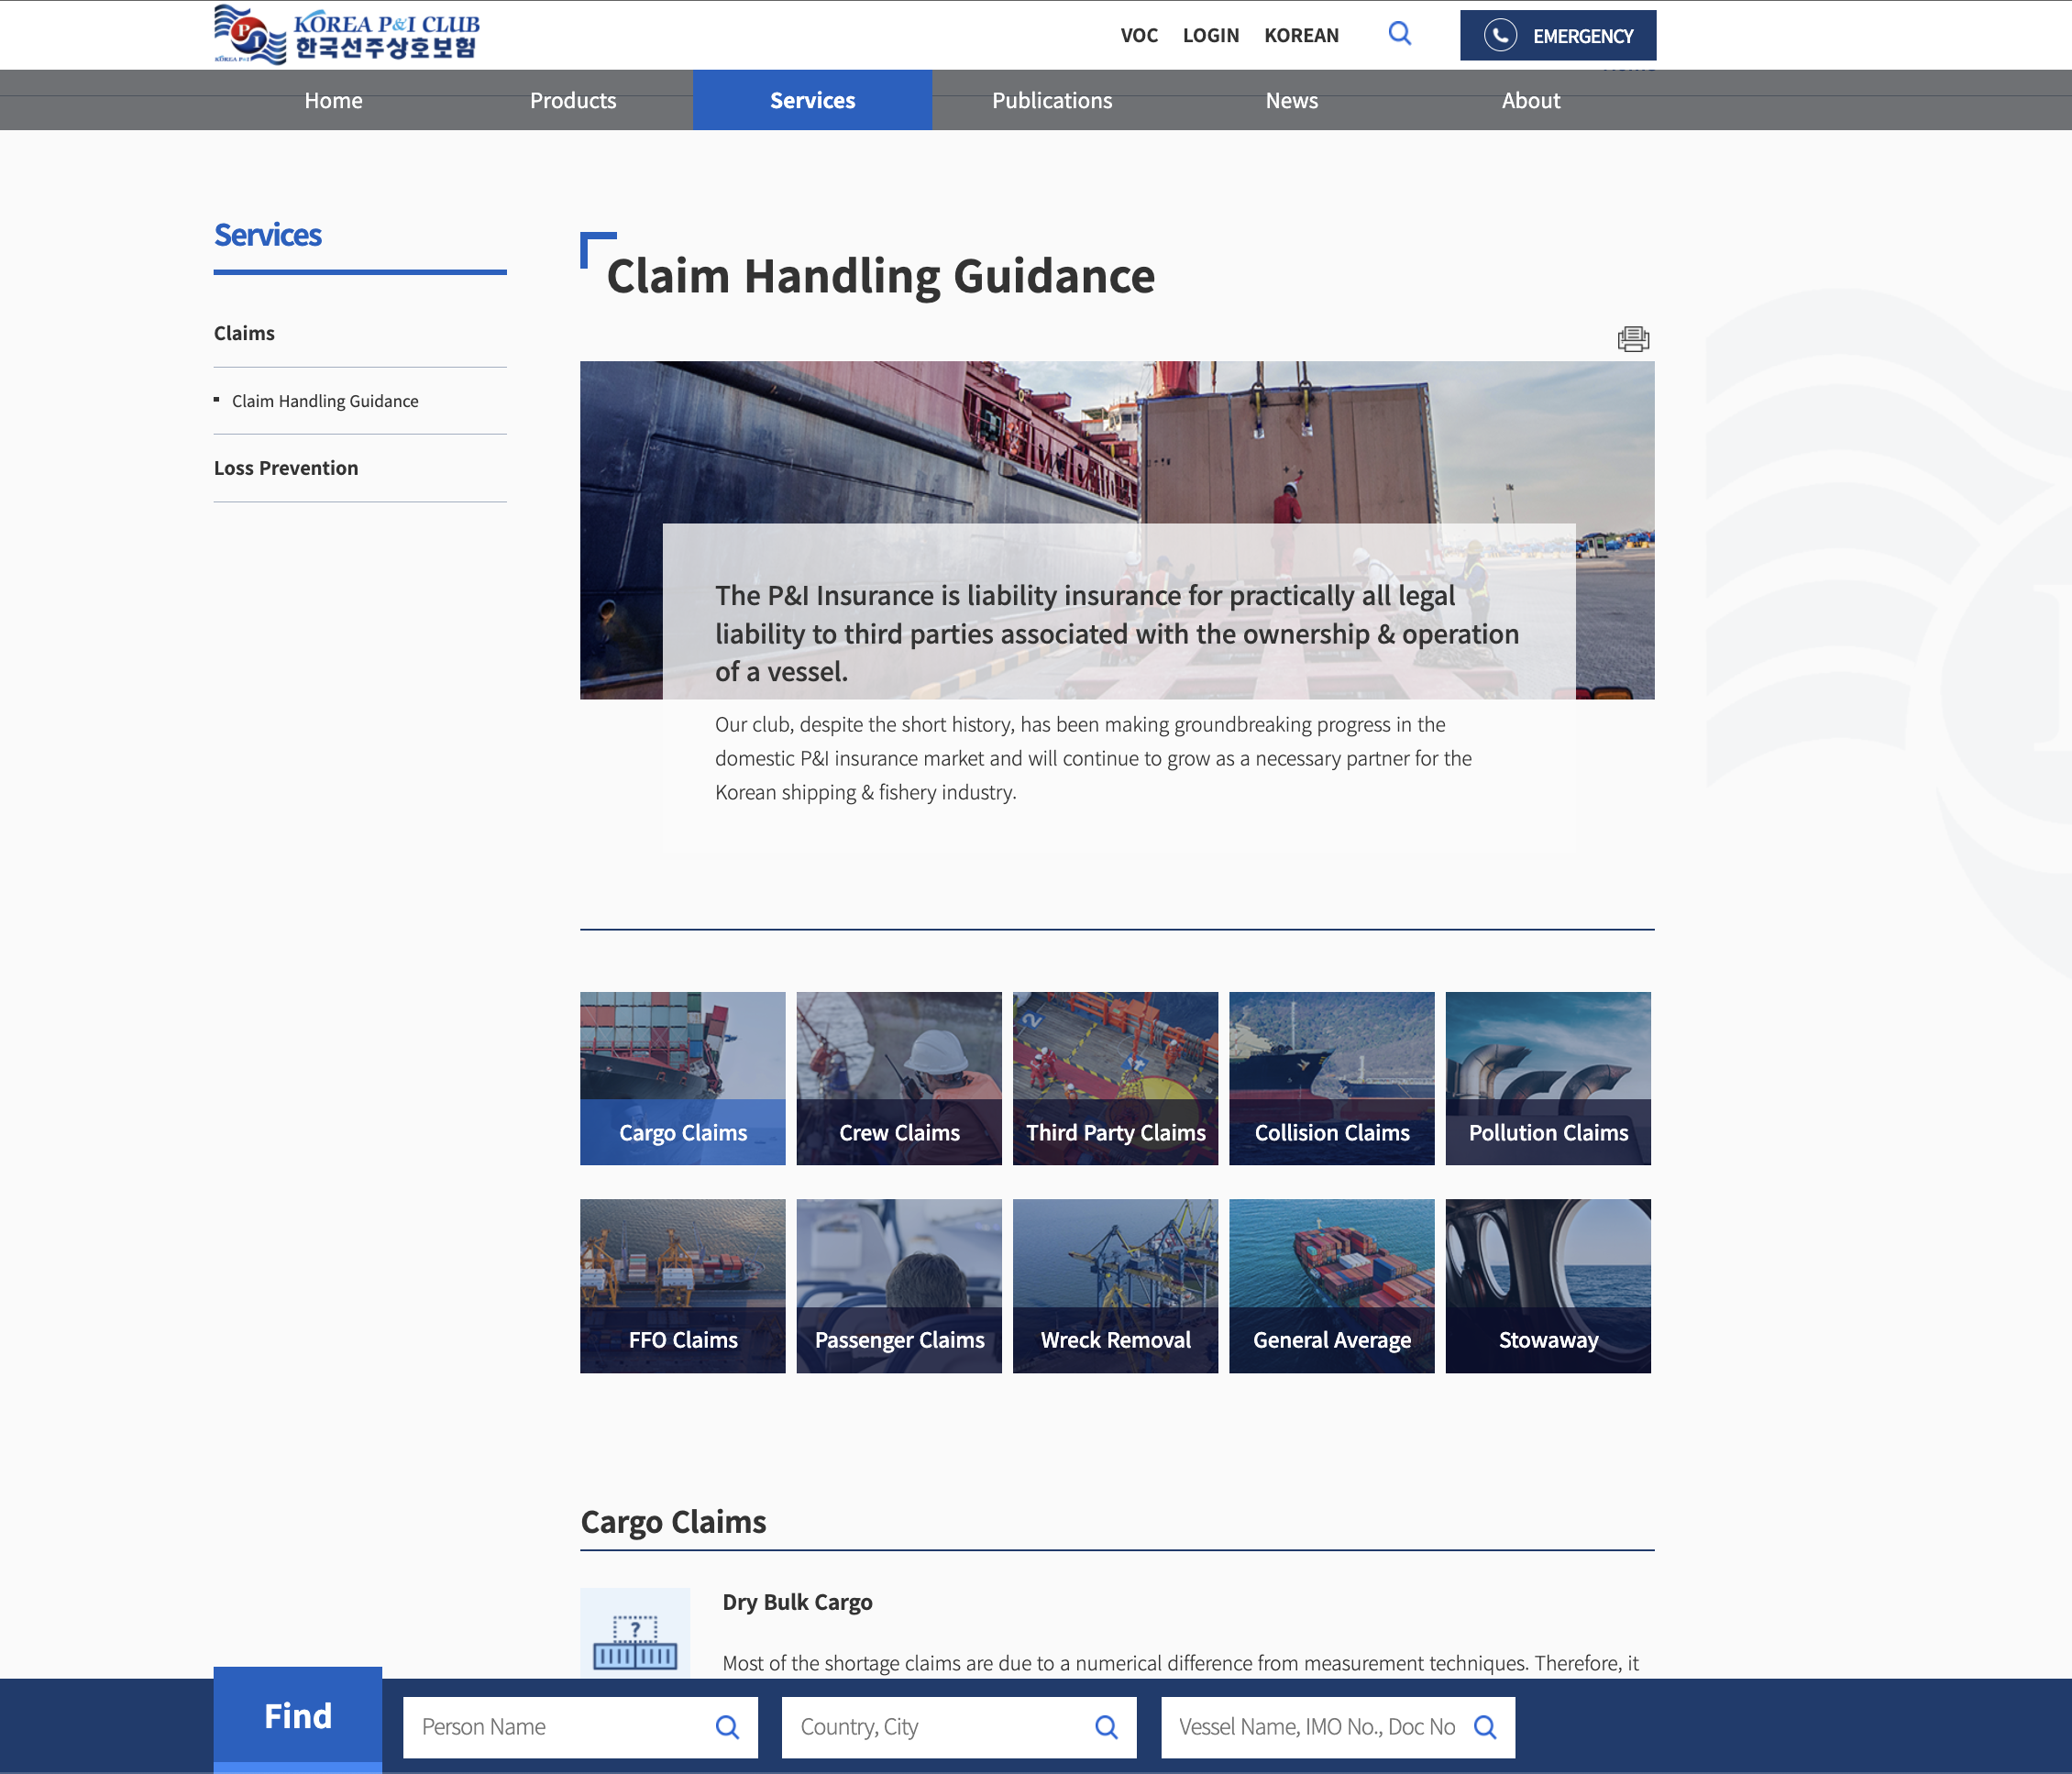 KOREA P&I CLUB
한국선주상호보험
KOREA P&I
VOC LOGIN KOREAN EMERGENCY
Home Products Services Publications News About
Services
Claims
Claim Handling Guidance
Loss Prevention
Claim Handling Guidance
The P&I Insurance is liability insurance for practically all legal
liability to third parties associated with the ownership & operation
of a vessel.
Our club, despite the short history, has been making groundbreaking progress in the
domestic P&I insurance market and will continue to grow as a necessary partner for the
Korean shipping & fishery industry.
Cargo Claims Crew Claims Third Party Claims Collision Claims Pollution Claims
FFO Claims Passenger Claims Wreck Removal General Average Stowaway
Cargo Claims
Dry Bulk Cargo
?
Most of the shortage claims are due to a numerical difference from measurement techniques. Therefore, it
Find
Person Name
Country, City
Vessel Name, IMO No., Doc No